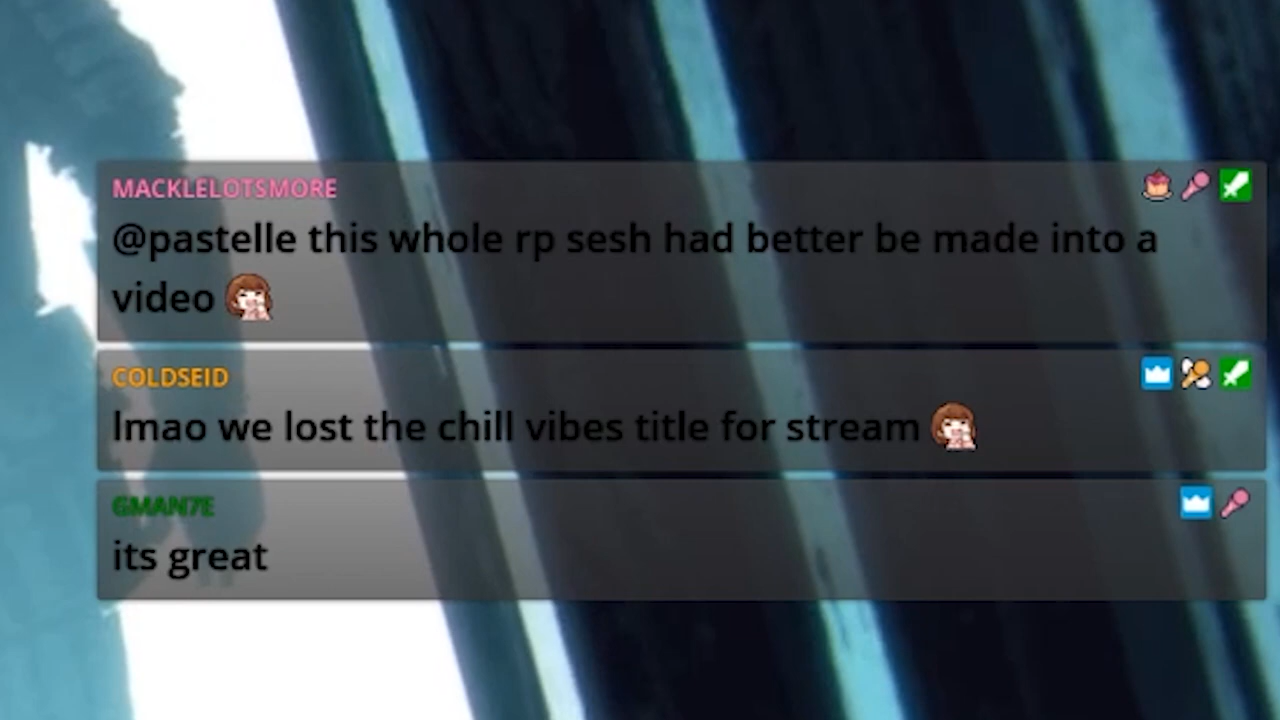 MACKLELOTSMORE
@pastelle this whole rp sesh had better be made into a
video
COLDSEID
lmao we lost the chill vibes title for stream
GMAN7E
its great